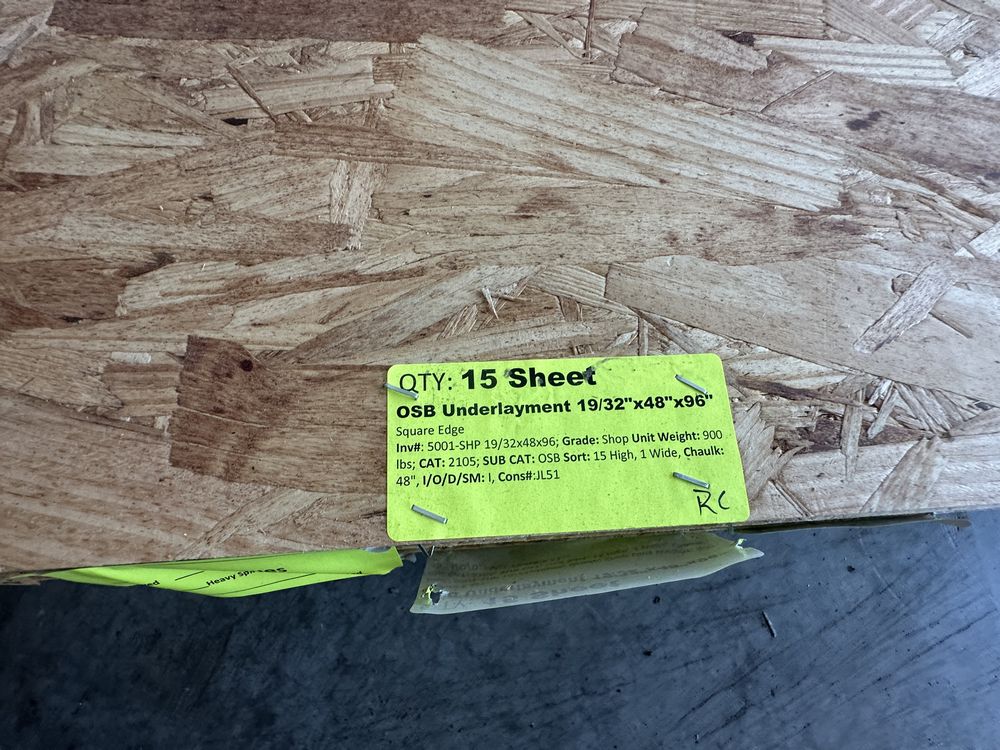 QTY: 15 Sheet
OSB Underlayment 19/32"x48"x96"
Square Edge
Inv#: 5001-SHP 19/32x48x96; Grade: Shop Unit Weight: 900
lbs; CAT: 2105; SUB CAT: OSB Sort: 15 High, 1 Wide, Chaulk:
48", I/O/D/SM: I, Cons#:JL51
RC
Heavy